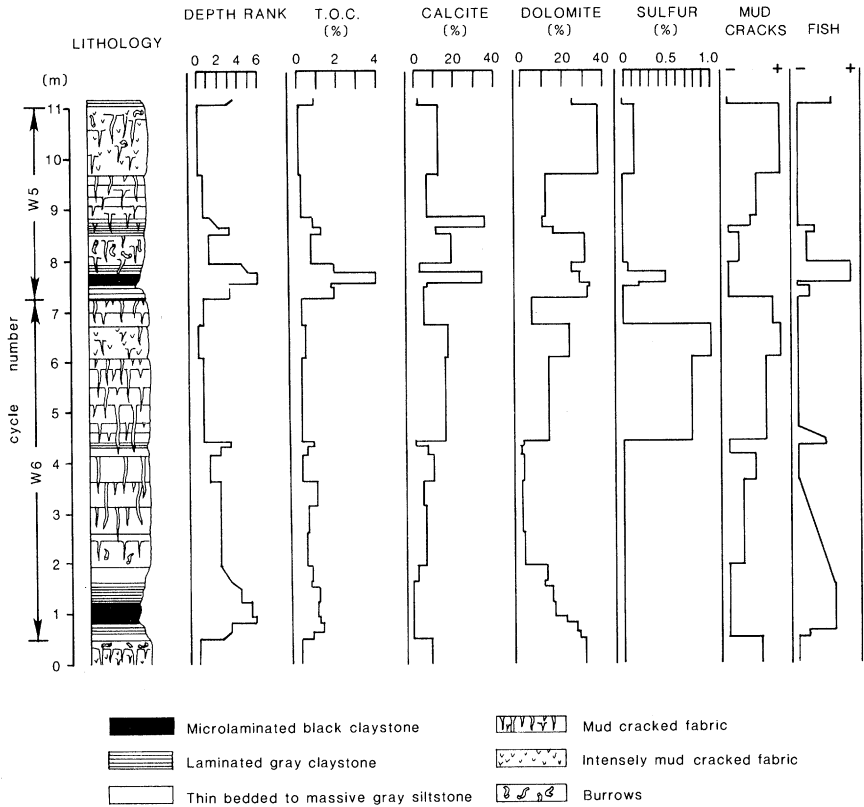 LITHOLOGY
DEPTH RANK
T.O.C.
(%)
CALCITE
(%)
DOLOMITE
(%)
SULFUR
(%)
MUD
CRACKS
FISH
(m)
0 2 4 6
0 2 4
0 20 40
0 20 40
0 0.5 1.0
- +
- +
11
10
9
8
7
6
5
4
3
2
1
0
W5
W6
cycle number
Microlaminated black claystone
Laminated gray claystone
Thin bedded to massive gray siltstone
Mud cracked fabric
Intensely mud cracked fabric
Burrows